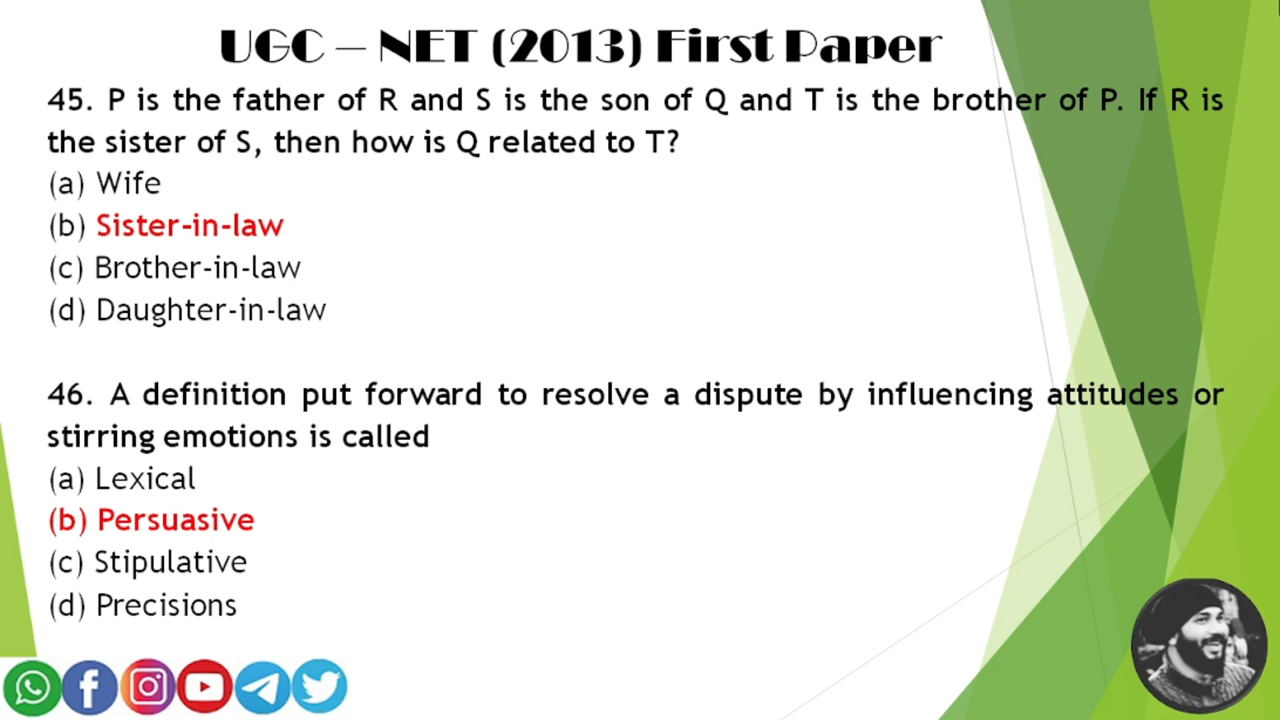 UGC – NET (2013) First Paper
45. P is the father of R and S is the son of Q and T is the brother of P. If R is
the sister of S, then how is Q related to T?
(a) Wife
(b) Sister-in-law
(c) Brother-in-law
(d) Daughter-in-law
46. A definition put forward to resolve a dispute by influencing attitudes or
stirring emotions is called
(a) Lexical
(b) Persuasive
(c) Stipulative
(d) Precisions